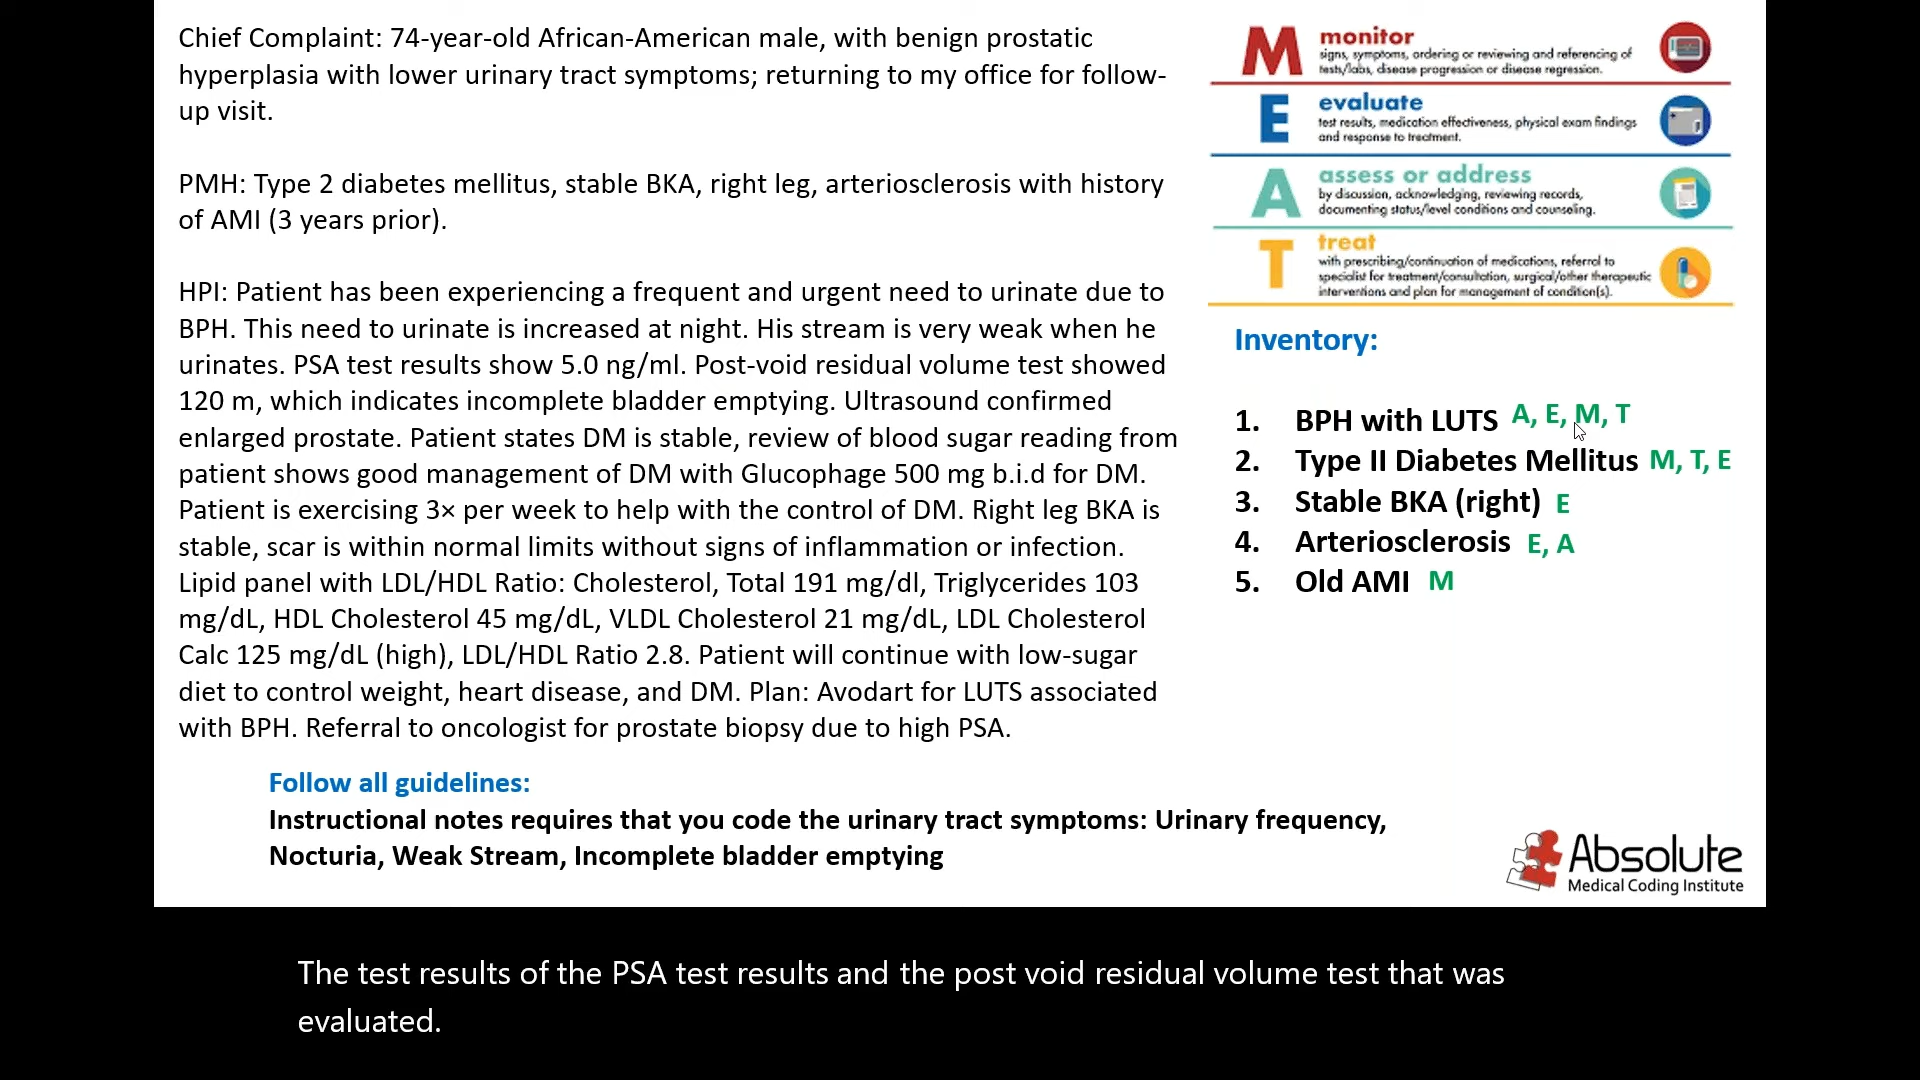 Chief Complaint: 74-year-old African-American male, with benign prostatic
hyperplasia with lower urinary tract symptoms; returning to my office for follow-
up visit.
PMH: Type 2 diabetes mellitus, stable BKA, right leg, arteriosclerosis with history
of AMI (3 years prior).
HPI: Patient has been experiencing a frequent and urgent need to urinate due to
BPH. This need to urinate is increased at night. His stream is very weak when he
urinates. PSA test results show 5.0 ng/ml. Post-void residual volume test showed
120 m, which indicates incomplete bladder emptying. Ultrasound confirmed
enlarged prostate. Patient states DM is stable, review of blood sugar reading from
patient shows good management of DM with Glucophage 500 mg b.i.d for DM.
Patient is exercising 3× per week to help with the control of DM. Right leg BKA is
stable, scar is within normal limits without signs of inflammation or infection.
Lipid panel with LDL/HDL Ratio: Cholesterol, Total 191 mg/dl, Triglycerides 103
mg/dL, HDL Cholesterol 45 mg/dL, VLDL Cholesterol 21 mg/dL, LDL Cholesterol
Calc 125 mg/dL (high), LDL/HDL Ratio 2.8. Patient will continue with low-sugar
diet to control weight, heart disease, and DM. Plan: Avodart for LUTS associated
with BPH. Referral to oncologist for prostate biopsy due to high PSA.
M monitor
signs, symptoms, ordering or reviewing and referencing of
tests/labs, disease progression or disease regression.
E evaluate
test results, medication effectiveness, physical exam findings
and response to treatment.
A assess or address
by discussion, acknowledging, reviewing records,
documenting status/level conditions and counseling.
T treat
with prescribing/continuation of medications, referral to
specialist for treatment/consultation, surgical/other therapeutic
interventions and plan for management of condition(s).
Inventory:
1. BPH with LUTS A, E, M, T
2. Type II Diabetes Mellitus M, T, E
3. Stable BKA (right) E
4. Arteriosclerosis E, A
5. Old AMI M
Follow all guidelines:
Instructional notes requires that you code the urinary tract symptoms: Urinary frequency,
Nocturia, Weak Stream, Incomplete bladder emptying
Absolute
Medical Coding Institute
The test results of the PSA test results and the post void residual volume test that was
evaluated.